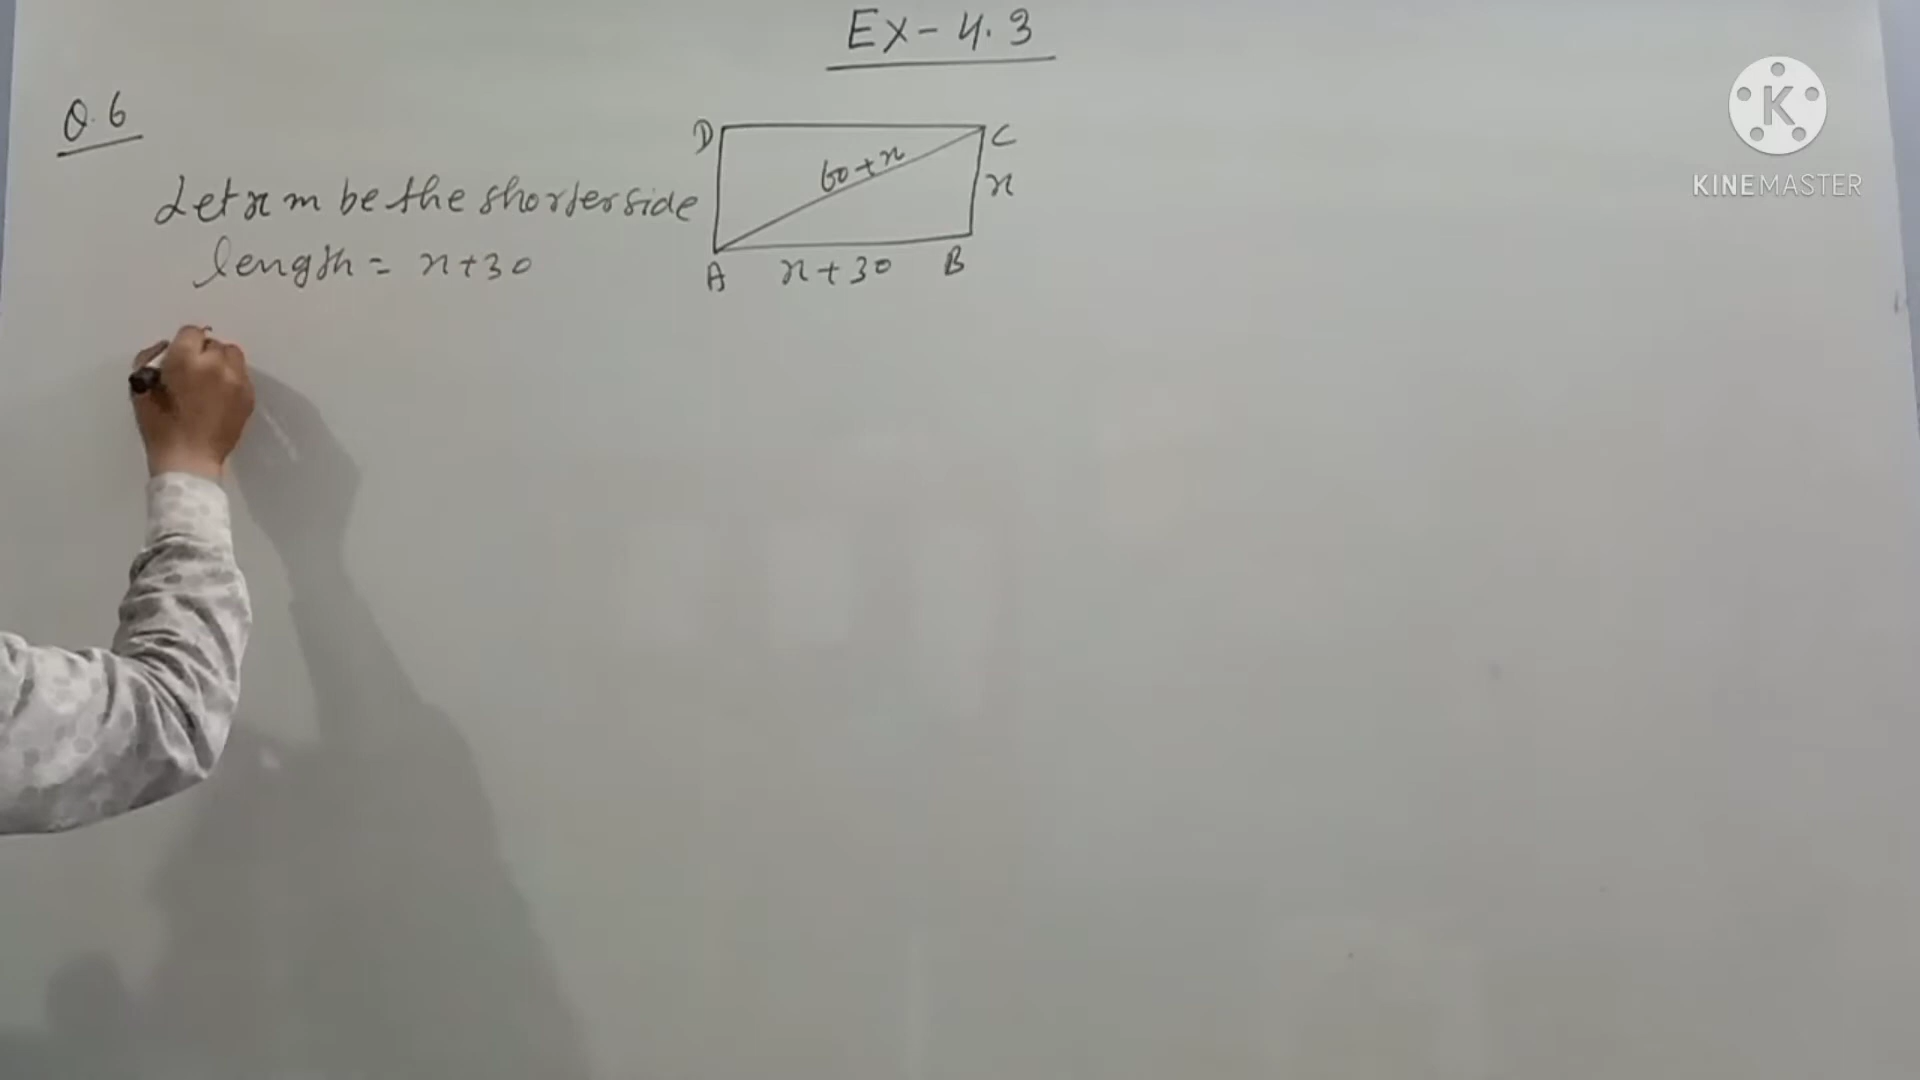 Ex - 4.3
Q.6
Let x m be the shorter side
length = x+30
D
C
60+x
x
A
x+30
B
K
KINEMASTER